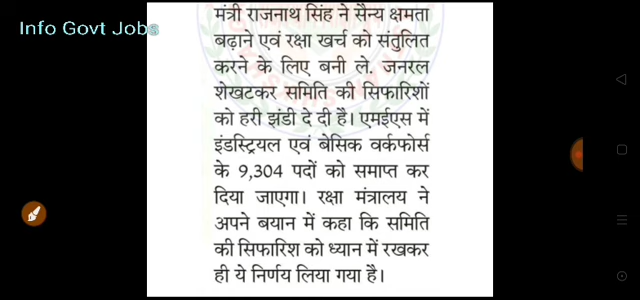 Info Govt Jobs
मंत्री राजनाथ सिंह ने सैन्य क्षमता
बढ़ाने एवं रक्षा खर्च को संतुलित
करने के लिए बनी ले. जनरल
शेखटकर समिति की सिफारिशों
को हरी झंडी दे दी है। एमईएस में
इंडस्ट्रियल एवं बेसिक वर्कफोर्स
के 9,304 पदों को समाप्त कर
दिया जाएगा। रक्षा मंत्रालय ने
अपने बयान में कहा कि समिति
की सिफारिश को ध्यान में रखकर
ही ये निर्णय लिया गया है।